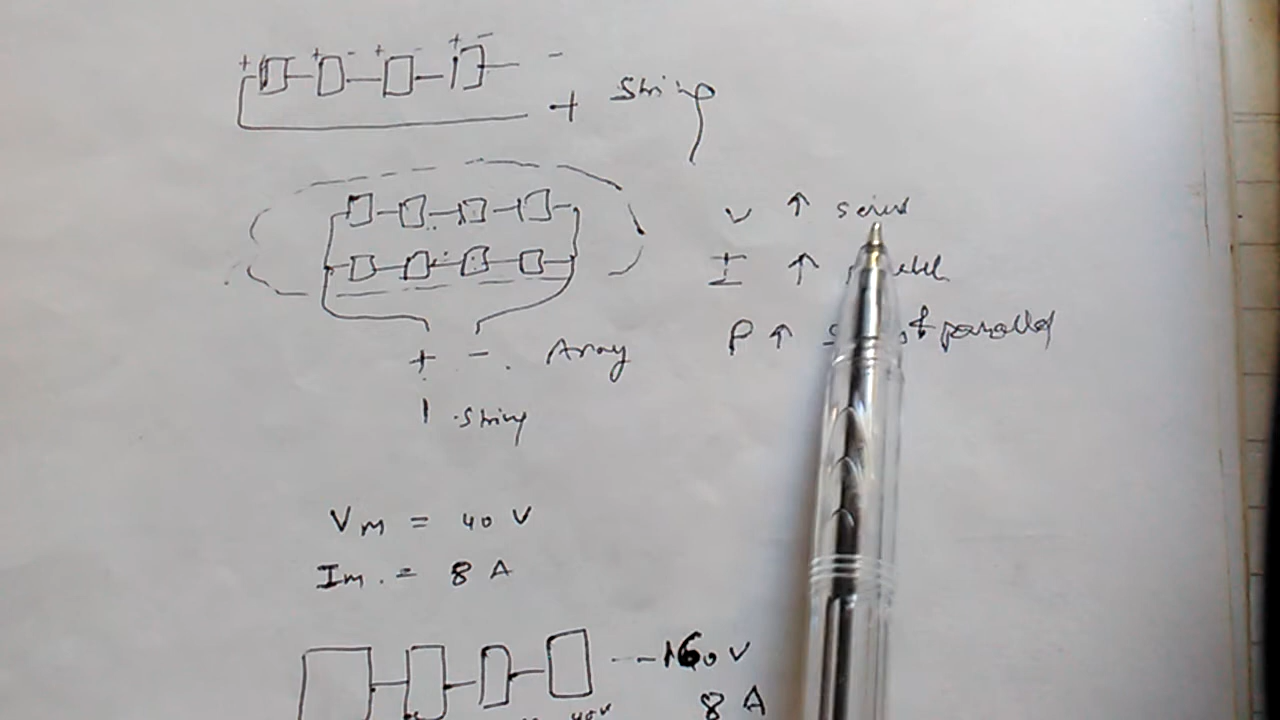 + + - + - + - -
+ String
V ↑ series
I ↑
P ↑ & parallel
+ - . Array
1 string
Vm = 40 V
Im. = 8 A
160 V
8 A
40V